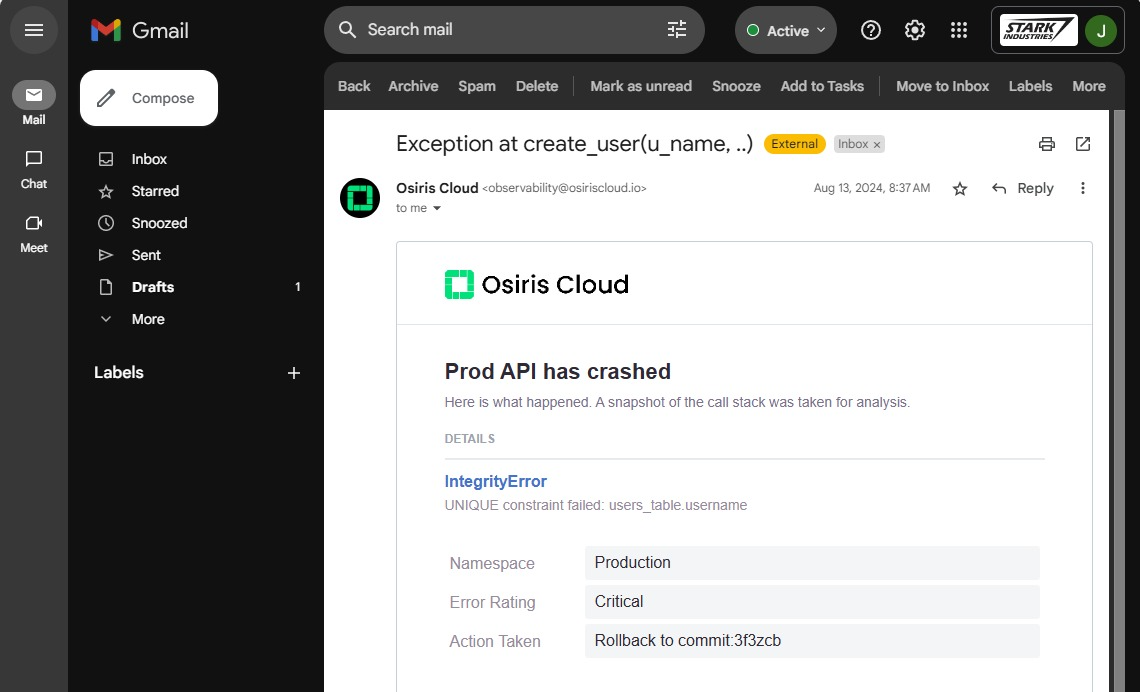 Gmail
Search mail
Active
STARK INDUSTRIES
J
Mail
Chat
Meet
Compose
Inbox
Starred
Snoozed
Sent
Drafts 1
More
Labels
Back Archive Spam Delete Mark as unread Snooze Add to Tasks Move to Inbox Labels More
Exception at create_user(u_name, ..) External Inbox ×
Osiris Cloud <observability@osiriscloud.io> Aug 13, 2024, 8:37 AM Reply
to me
Osiris Cloud
Prod API has crashed
Here is what happened. A snapshot of the call stack was taken for analysis.
DETAILS
IntegrityError
UNIQUE constraint failed: users_table.username
Namespace Production
Error Rating Critical
Action Taken Rollback to commit:3f3zcb